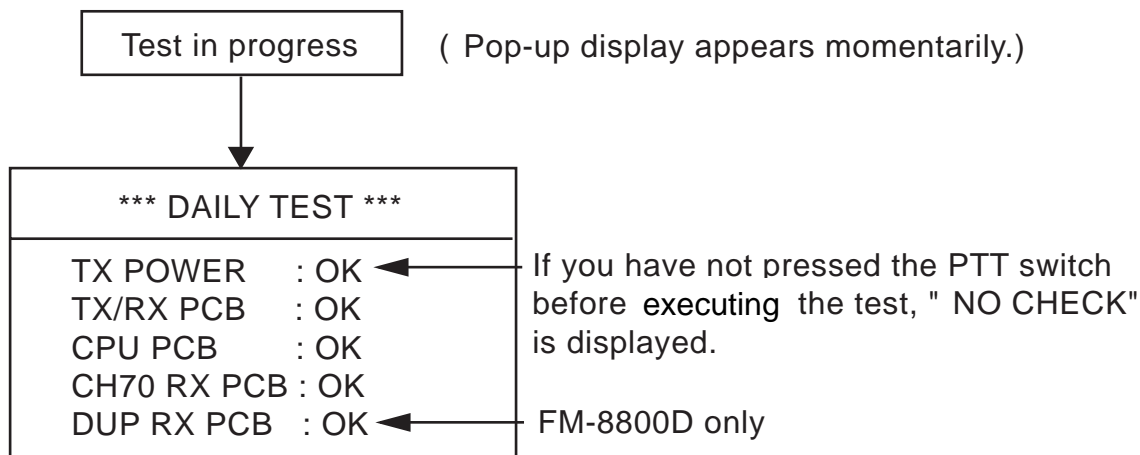 Test in progress
( Pop-up display appears momentarily.)
*** DAILY TEST ***
TX POWER : OK
TX/RX PCB : OK
CPU PCB : OK
CH70 RX PCB : OK
DUP RX PCB : OK
If you have not pressed the PTT switch
before executing the test, " NO CHECK"
is displayed.
FM-8800D only